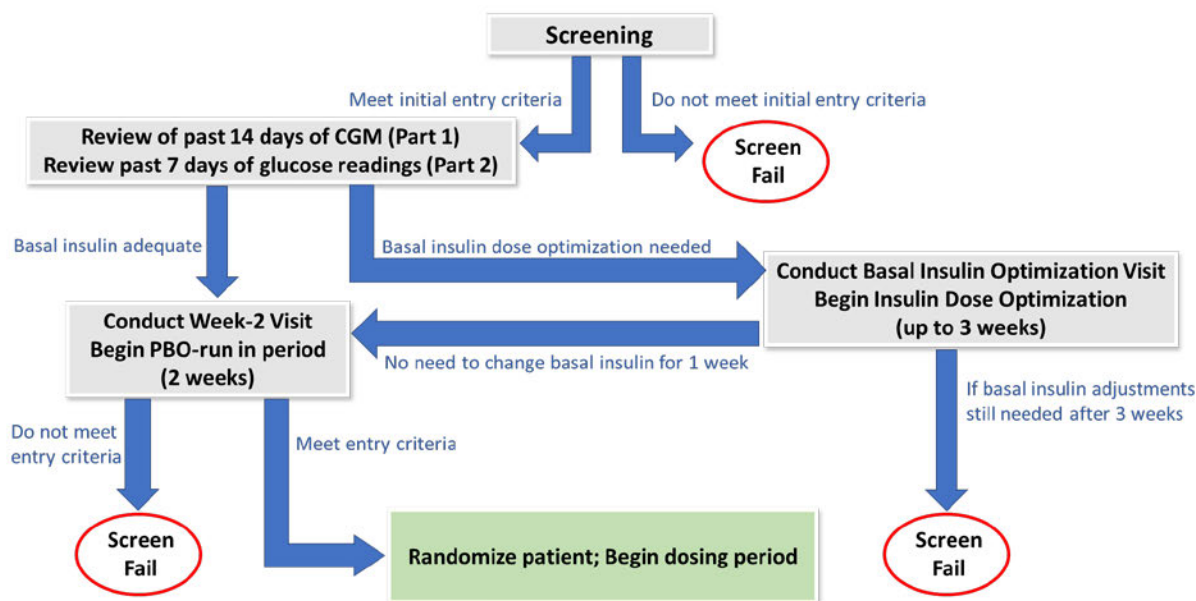 Screening
Meet initial entry criteria
Do not meet initial entry criteria
Review of past 14 days of CGM (Part 1)
Review past 7 days of glucose readings (Part 2)
Screen
Fail
Basal insulin adequate
Basal insulin dose optimization needed
Conduct Basal Insulin Optimization Visit
Begin Insulin Dose Optimization
(up to 3 weeks)
Conduct Week-2 Visit
Begin PBO-run in period
(2 weeks)
No need to change basal insulin for 1 week
If basal insulin adjustments
still needed after 3 weeks
Do not meet
entry criteria
Meet entry criteria
Screen
Fail
Randomize patient; Begin dosing period
Screen
Fail